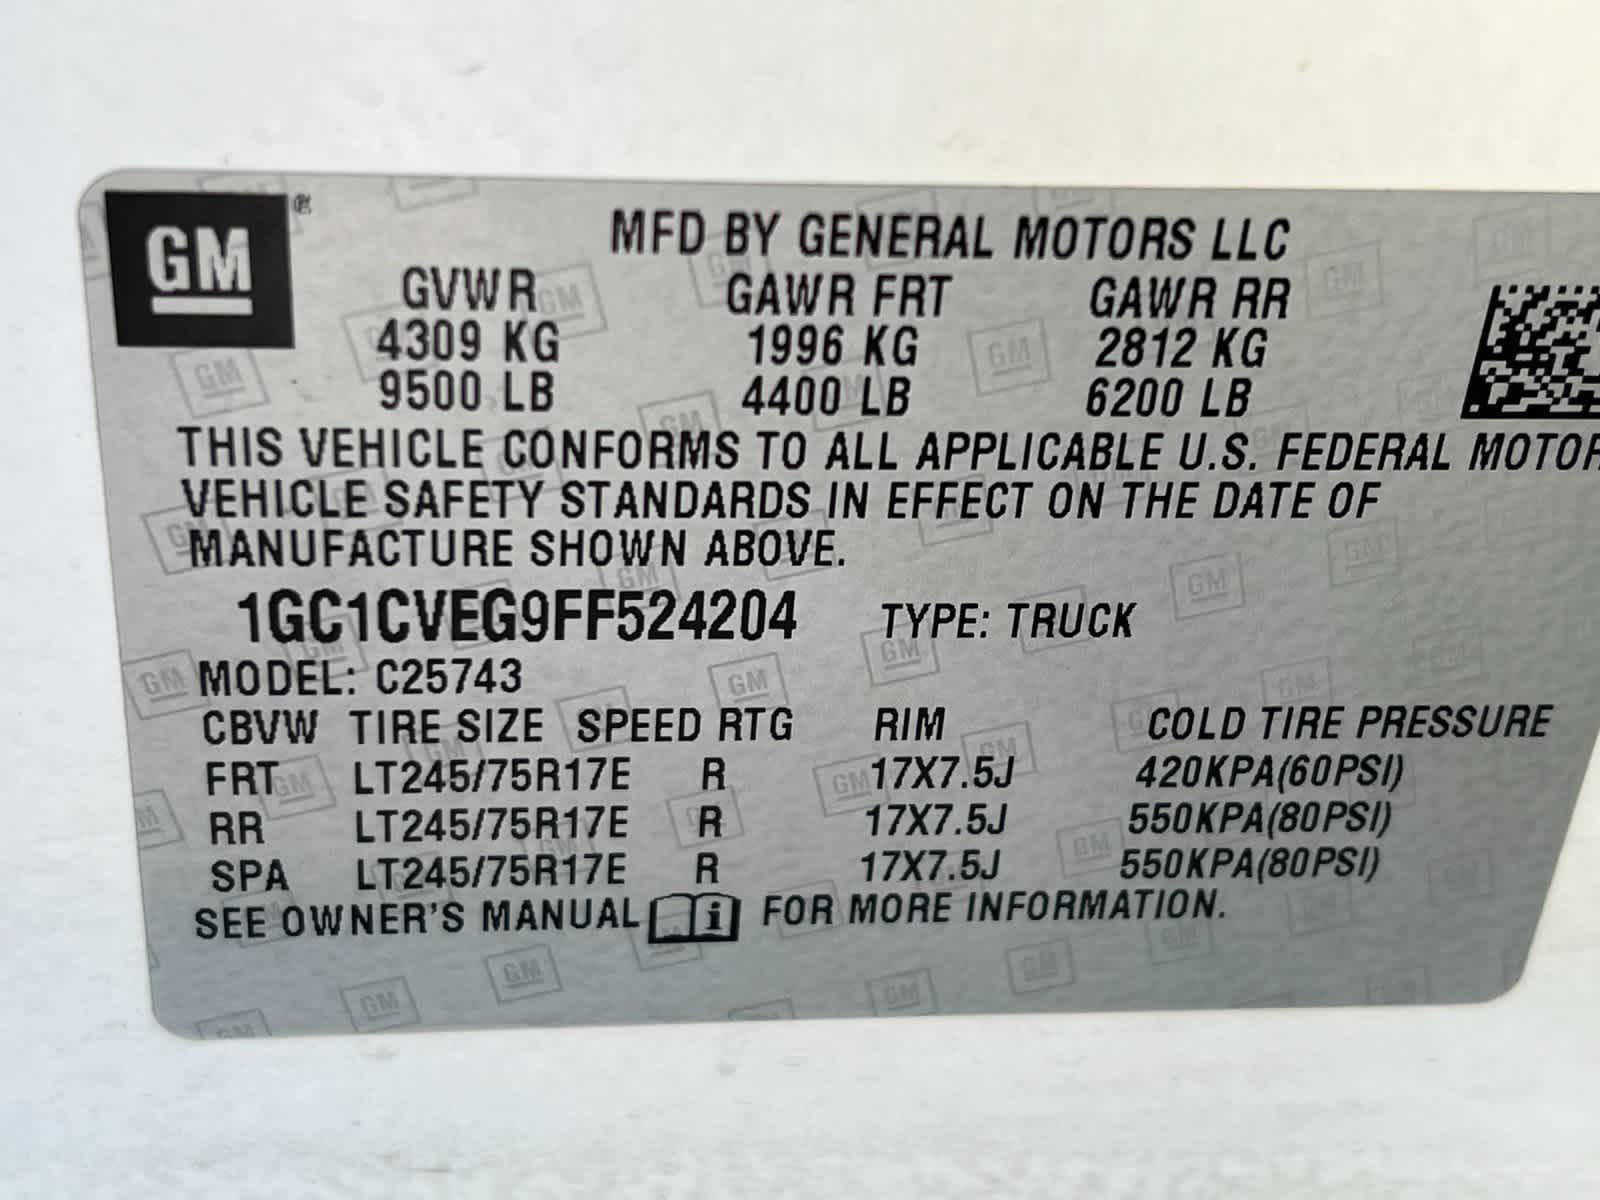 GM
MFD BY GENERAL MOTORS LLC
GVWR GAWR FRT GAWR RR
4309 KG 1996 KG 2812 KG
9500 LB 4400 LB 6200 LB
THIS VEHICLE CONFORMS TO ALL APPLICABLE U.S. FEDERAL MOTOR
VEHICLE SAFETY STANDARDS IN EFFECT ON THE DATE OF
MANUFACTURE SHOWN ABOVE.
1GC1CVEG9FF524204 TYPE: TRUCK
MODEL: C25743
CBVW TIRE SIZE SPEED RTG RIM COLD TIRE PRESSURE
FRT LT245/75R17E R 17X7.5J 420KPA(60PSI)
RR LT245/75R17E R 17X7.5J 550KPA(80PSI)
SPA LT245/75R17E R 17X7.5J 550KPA(80PSI)
SEE OWNER'S MANUAL i FOR MORE INFORMATION.